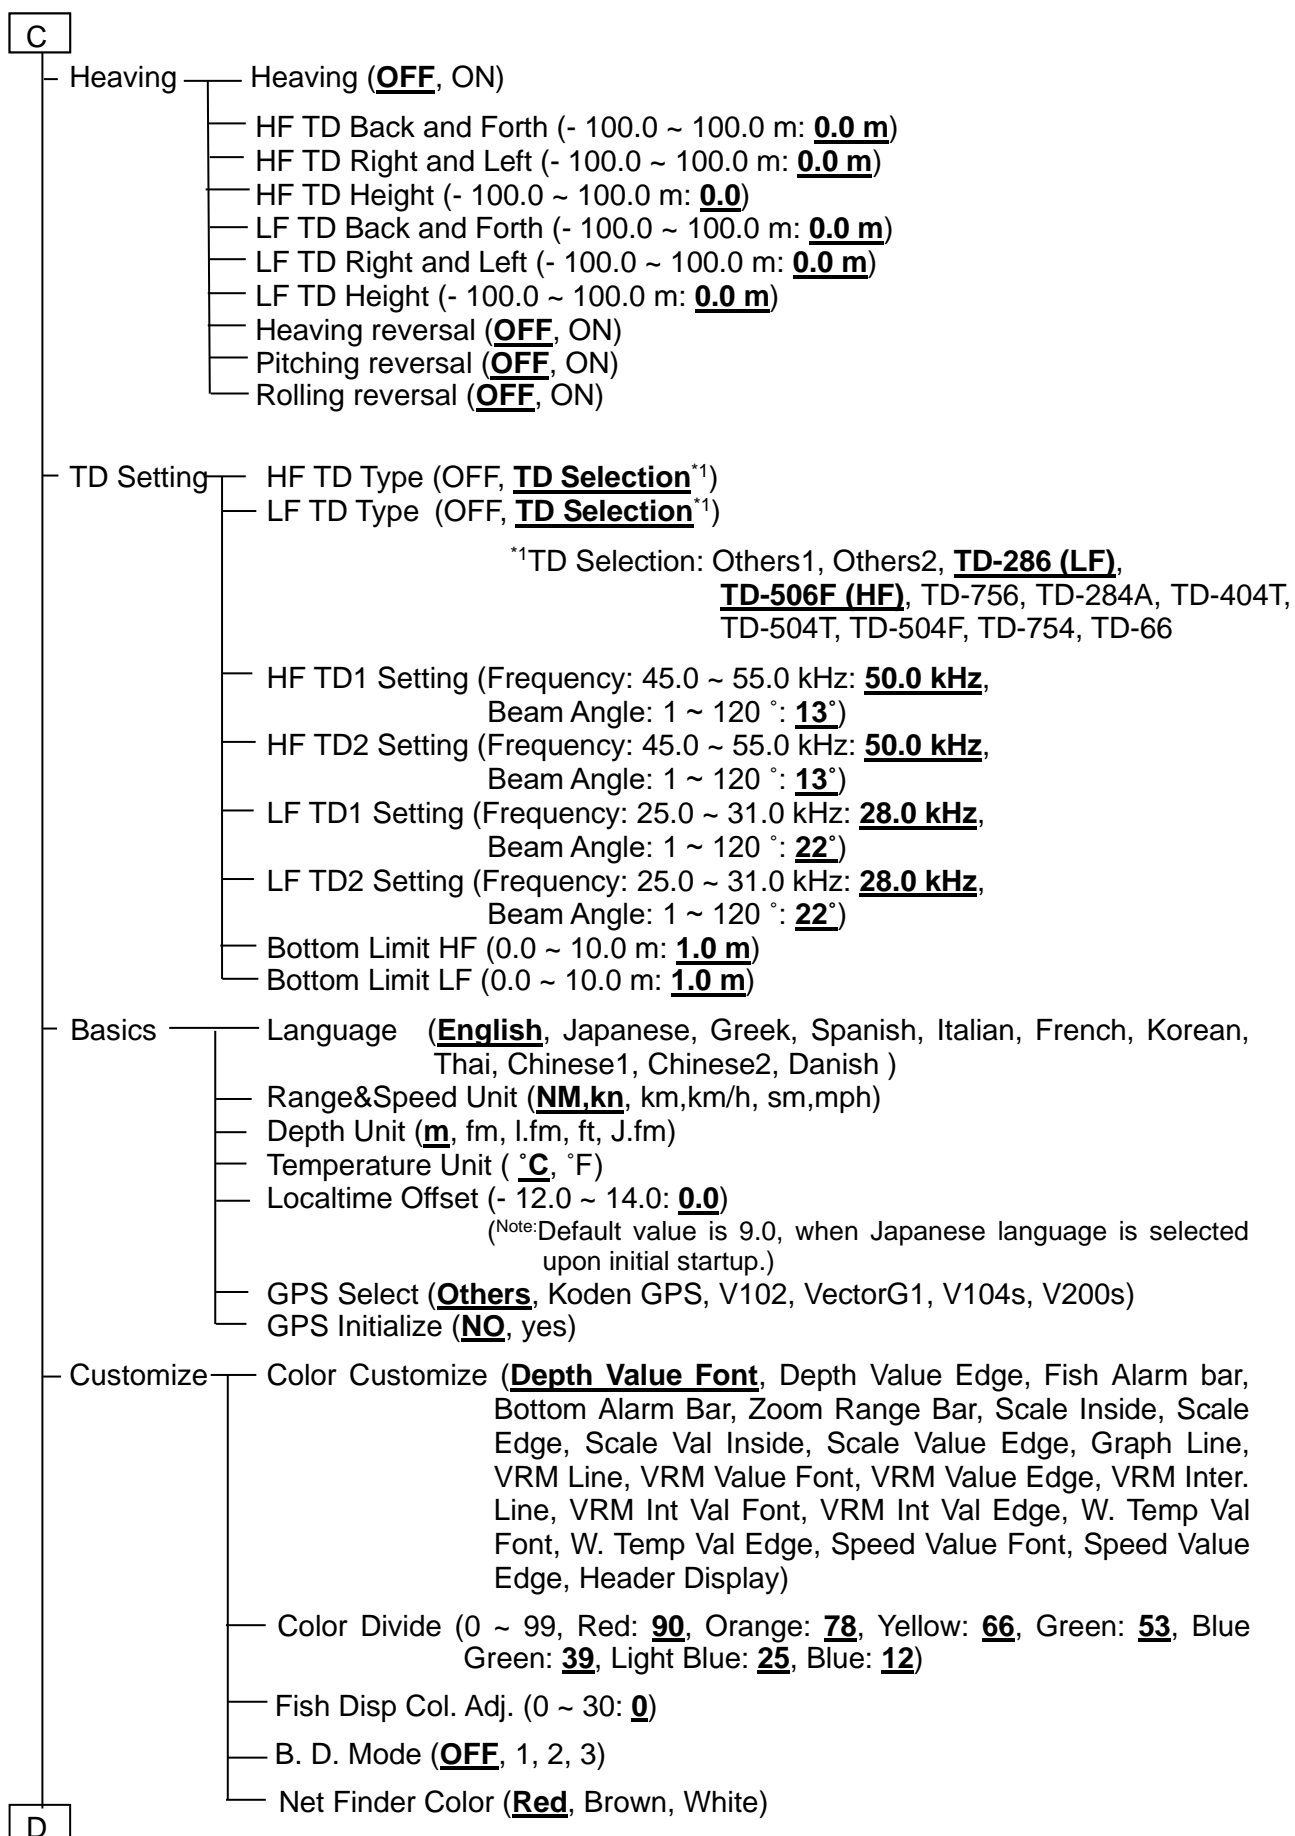 C
Heaving Heaving (OFF, ON)
HF TD Back and Forth (- 100.0 ~ 100.0 m: 0.0 m)
HF TD Right and Left (- 100.0 ~ 100.0 m: 0.0 m)
HF TD Height (- 100.0 ~ 100.0 m: 0.0)
LF TD Back and Forth (- 100.0 ~ 100.0 m: 0.0 m)
LF TD Right and Left (- 100.0 ~ 100.0 m: 0.0 m)
LF TD Height (- 100.0 ~ 100.0 m: 0.0 m)
Heaving reversal (OFF, ON)
Pitching reversal (OFF, ON)
Rolling reversal (OFF, ON)
TD Setting HF TD Type (OFF, TD Selection*1)
LF TD Type (OFF, TD Selection*1)
*1TD Selection: Others1, Others2, TD-286 (LF),
TD-506F (HF), TD-756, TD-284A, TD-404T,
TD-504T, TD-504F, TD-754, TD-66
HF TD1 Setting (Frequency: 45.0 ~ 55.0 kHz: 50.0 kHz,
Beam Angle: 1 ~ 120 ˚: 13˚)
HF TD2 Setting (Frequency: 45.0 ~ 55.0 kHz: 50.0 kHz,
Beam Angle: 1 ~ 120 ˚: 13˚)
LF TD1 Setting (Frequency: 25.0 ~ 31.0 kHz: 28.0 kHz,
Beam Angle: 1 ~ 120 ˚: 22˚)
LF TD2 Setting (Frequency: 25.0 ~ 31.0 kHz: 28.0 kHz,
Beam Angle: 1 ~ 120 ˚: 22˚)
Bottom Limit HF (0.0 ~ 10.0 m: 1.0 m)
Bottom Limit LF (0.0 ~ 10.0 m: 1.0 m)
Basics Language (English, Japanese, Greek, Spanish, Italian, French, Korean,
Thai, Chinese1, Chinese2, Danish )
Range&Speed Unit (NM,kn, km,km/h, sm,mph)
Depth Unit (m, fm, I.fm, ft, J.fm)
Temperature Unit ( ˚C, ˚F)
Localtime Offset (- 12.0 ~ 14.0: 0.0)
(Note:Default value is 9.0, when Japanese language is selected
upon initial startup.)
GPS Select (Others, Koden GPS, V102, VectorG1, V104s, V200s)
GPS Initialize (NO, yes)
Customize Color Customize (Depth Value Font, Depth Value Edge, Fish Alarm bar,
Bottom Alarm Bar, Zoom Range Bar, Scale Inside, Scale
Edge, Scale Val Inside, Scale Value Edge, Graph Line,
VRM Line, VRM Value Font, VRM Value Edge, VRM Inter.
Line, VRM Int Val Font, VRM Int Val Edge, W. Temp Val
Font, W. Temp Val Edge, Speed Value Font, Speed Value
Edge, Header Display)
Color Divide (0 ~ 99, Red: 90, Orange: 78, Yellow: 66, Green: 53, Blue
Green: 39, Light Blue: 25, Blue: 12)
Fish Disp Col. Adj. (0 ~ 30: 0)
B. D. Mode (OFF, 1, 2, 3)
Net Finder Color (Red, Brown, White)
D